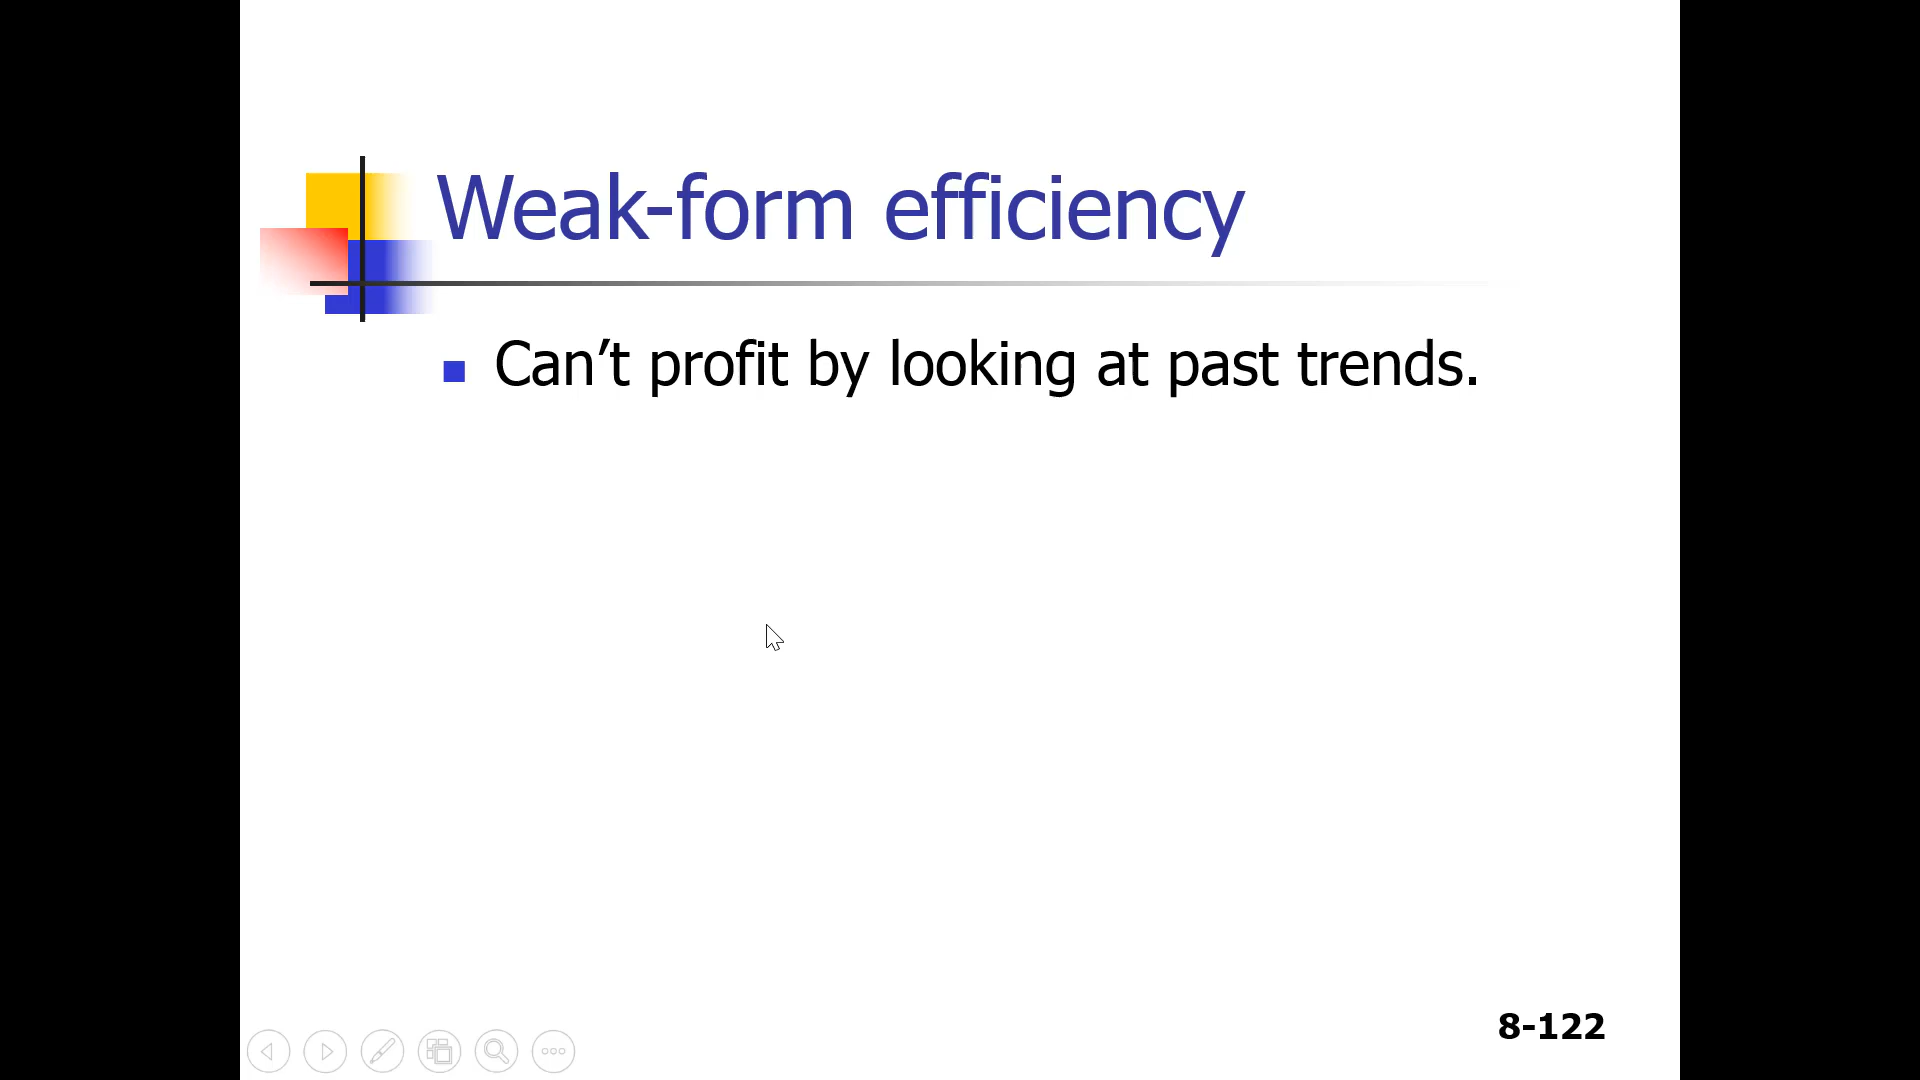 Weak-form efficiency
Can’t profit by looking at past trends.
8-122